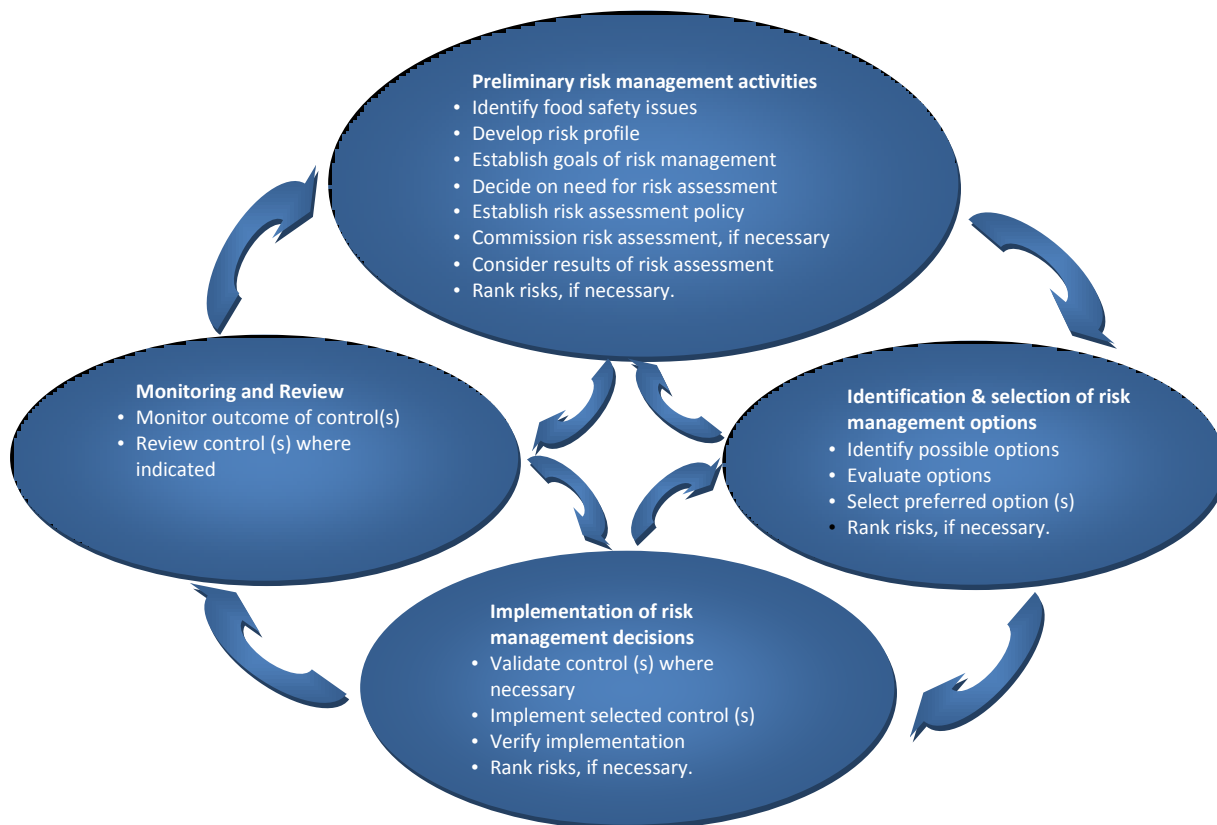 Preliminary risk management activities
• Identify food safety issues
• Develop risk profile
• Establish goals of risk management
• Decide on need for risk assessment
• Establish risk assessment policy
• Commission risk assessment, if necessary
• Consider results of risk assessment
• Rank risks, if necessary.
Monitoring and Review
• Monitor outcome of control(s)
• Review control (s) where
indicated
Identification & selection of risk
management options
• Identify possible options
• Evaluate options
• Select preferred option (s)
• Rank risks, if necessary.
Implementation of risk
management decisions
• Validate control (s) where
necessary
• Implement selected control (s)
• Verify implementation
• Rank risks, if necessary.